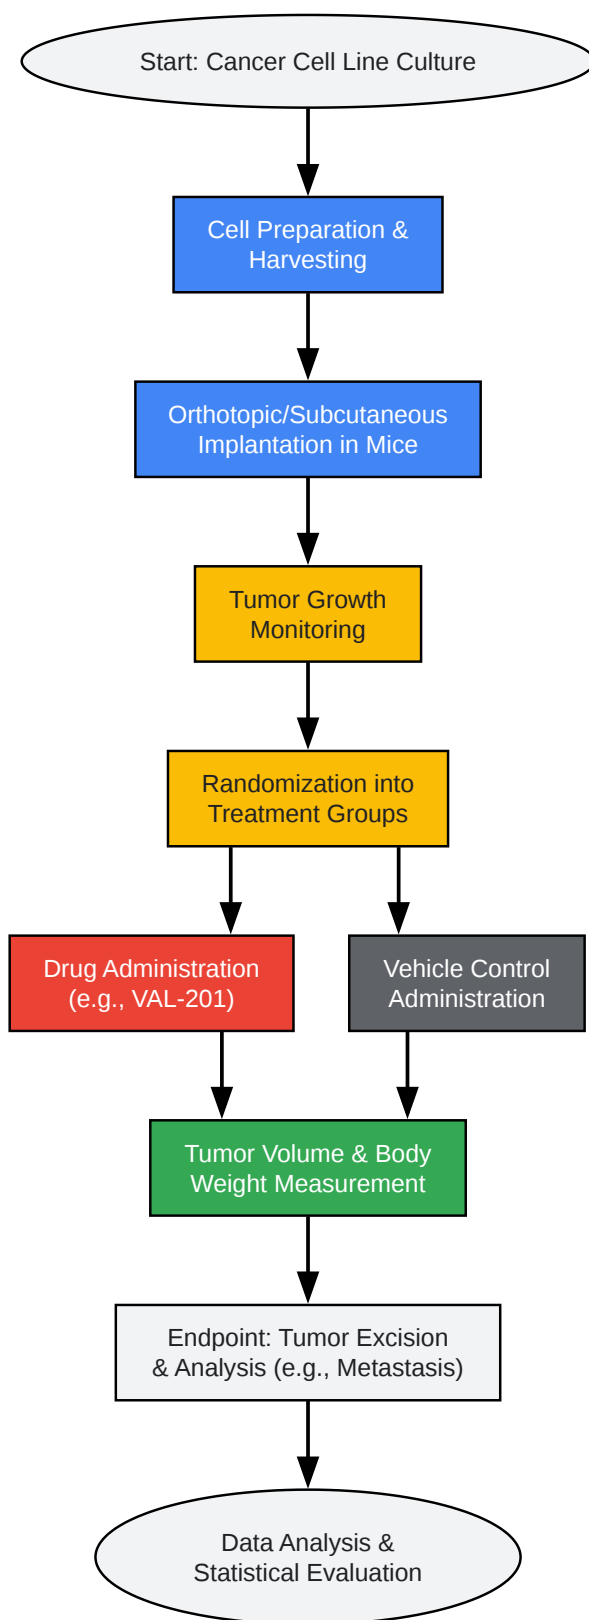 Start: Cancer Cell Line Culture
Cell Preparation &
Harvesting
Orthotopic/Subcutaneous
Implantation in Mice
Tumor Growth
Monitoring
Randomization into
Treatment Groups
Drug Administration
(e.g., VAL-201)
Vehicle Control
Administration
Tumor Volume & Body
Weight Measurement
Endpoint: Tumor Excision
& Analysis (e.g., Metastasis)
Data Analysis &
Statistical Evaluation